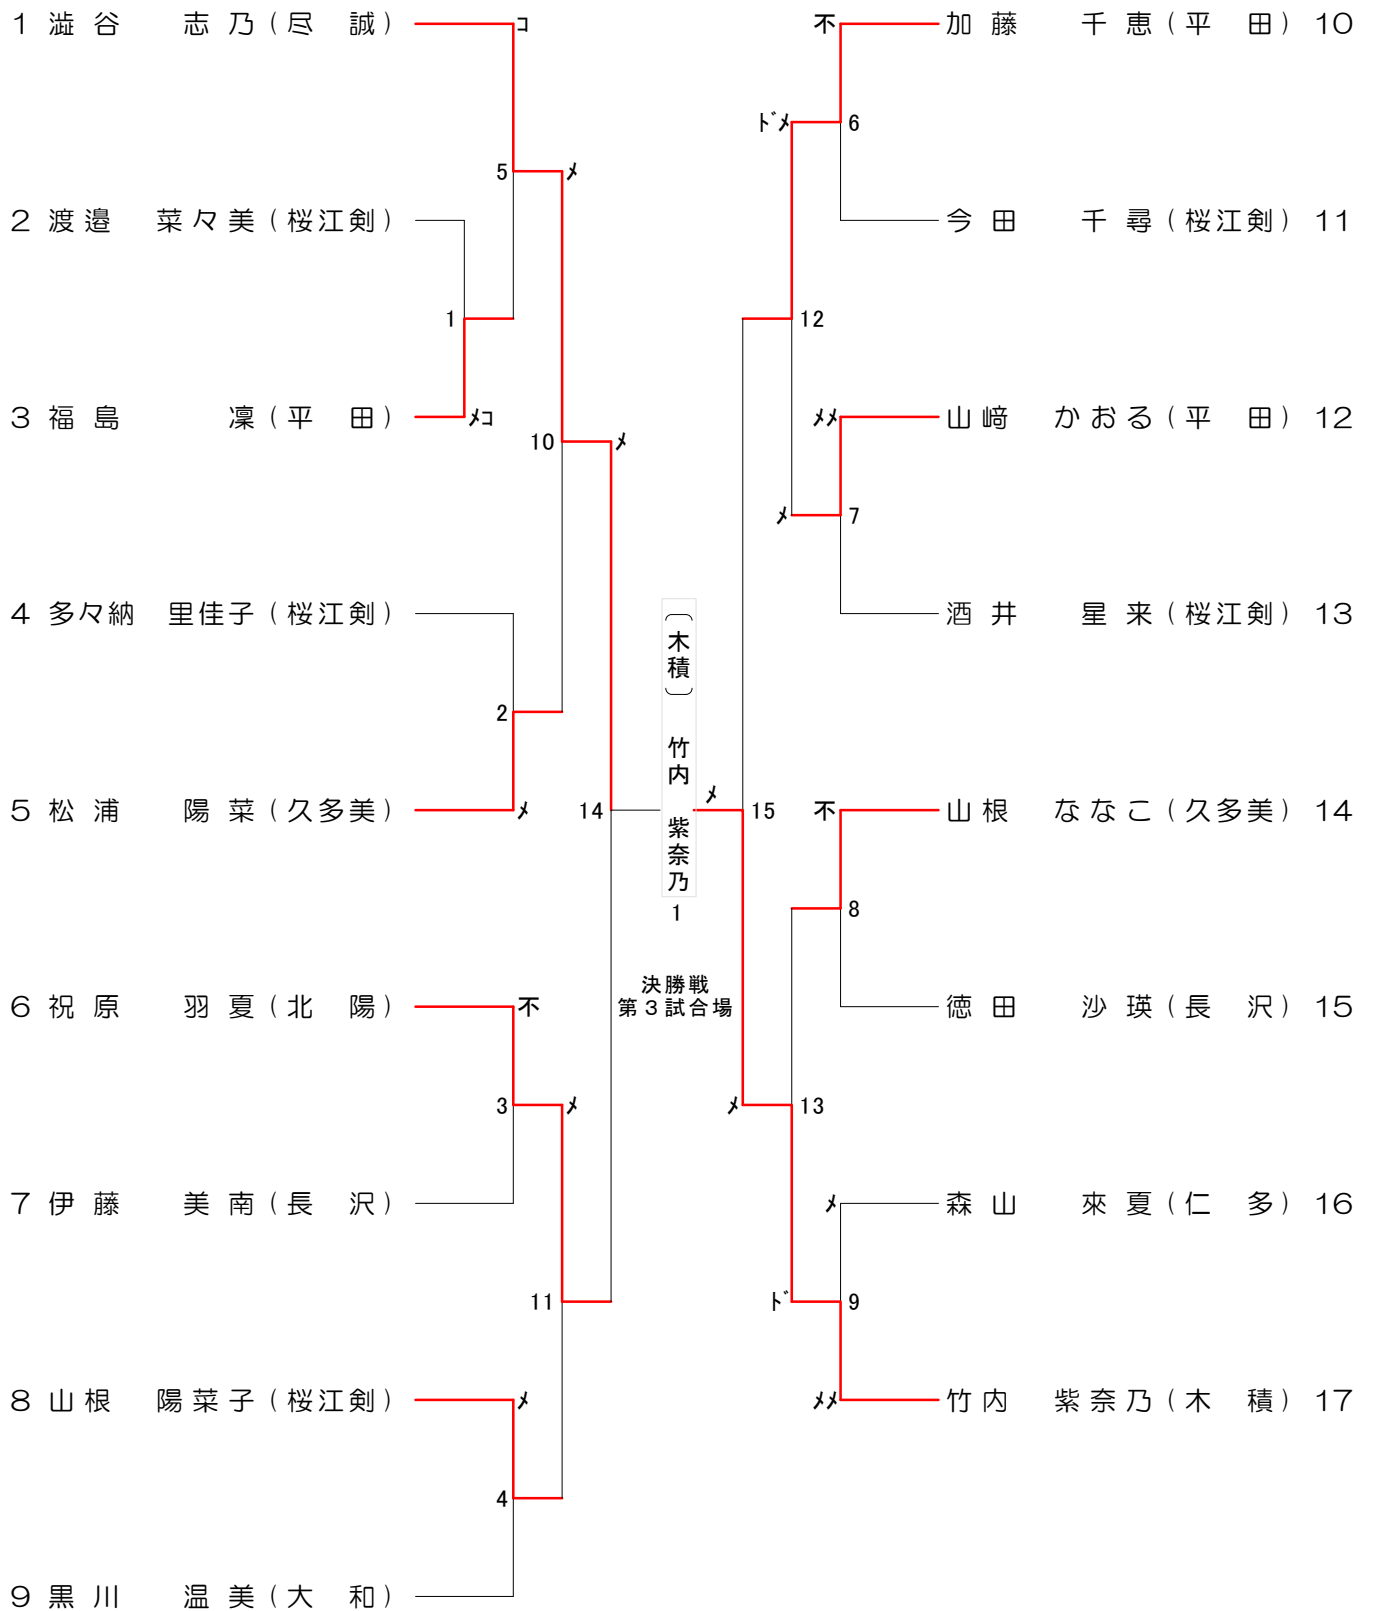 1 澁谷 志乃(尽 誠) コ
5 メ
2 渡邉 菜々美(桜江剣)
1
3 福島 凜(平 田) メコ
10 メ
4 多々納 里佳子(桜江剣)
2
5 松浦 陽菜(久多美) メ
14
6 祝原 羽夏(北 陽) 不
3 メ
7 伊藤 美南(長 沢)
11
8 山根 陽菜子(桜江剣) メ
4
9 黒川 温美(大 和)
(木積) 竹内 紫奈乃
1
決勝戦
第3試合場
不 加藤 千恵(平 田) 10
ドメ 6
今田 千尋(桜江剣) 11
12
メメ 山﨑 かおる(平 田) 12
メ 7
酒井 星来(桜江剣) 13
メ 15
不 山根 ななこ(久多美) 14
8
徳田 沙瑛(長 沢) 15
メ 13
メ 森山 來夏(仁 多) 16
ド 9
メメ 竹内 紫奈乃(木 積) 17